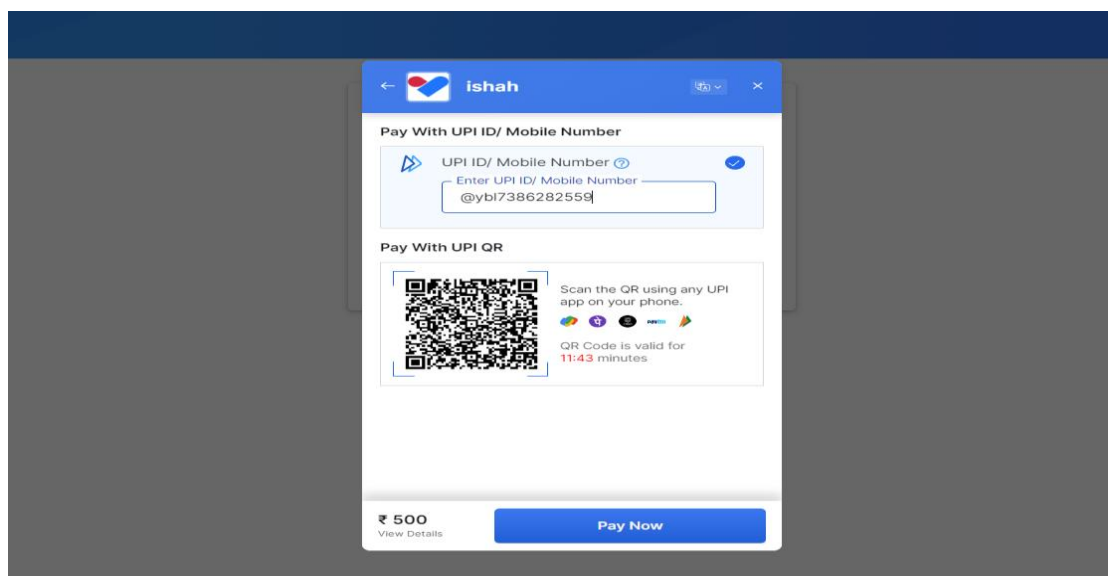 ishah
Pay With UPI ID/ Mobile Number
UPI ID/ Mobile Number
Enter UPI ID/ Mobile Number
@ybl7386282559
Pay With UPI QR
Scan the QR using any UPI
app on your phone.
QR Code is valid for
11:43 minutes
₹ 500
View Details
Pay Now